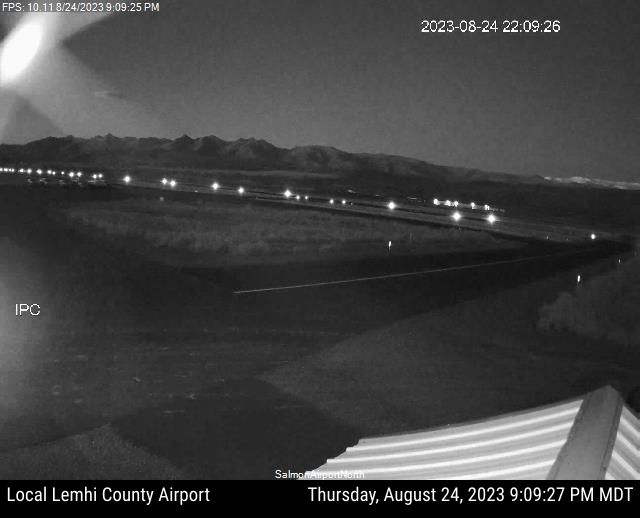 FPS: 10.11 8/24/2023 9:09:25 PM
2023-08-24 22:09:26
IPC
SalmonAirportNorth
Local Lemhi County Airport Thursday, August 24, 2023 9:09:27 PM MDT